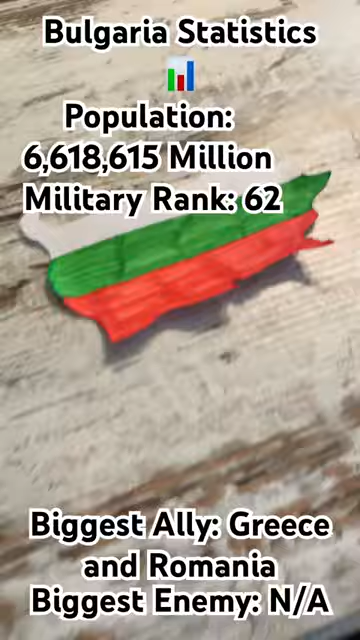 Bulgaria Statistics
📊
Population:
6,618,615 Million
Military Rank: 62
Biggest Ally: Greece
and Romania
Biggest Enemy: N/A